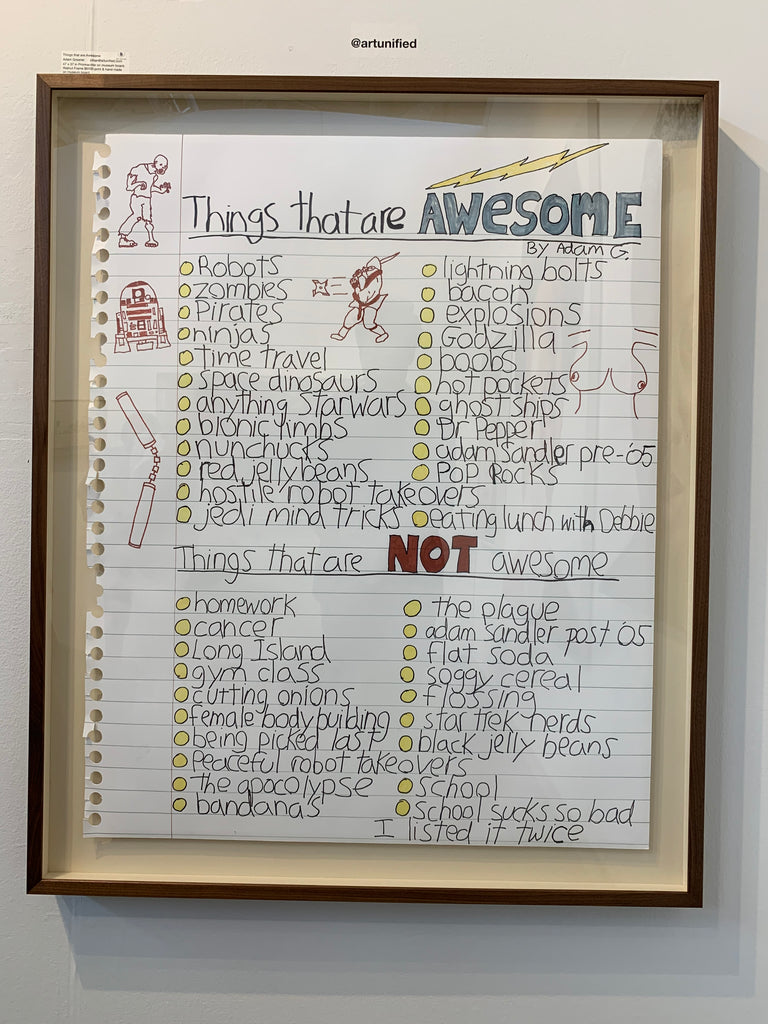 @artunified
Things that are Awesome
Things that are AWESOME
By Adam G.
Robots
zombies
Pirates
ninjas
time travel
space dinosaurs
anything starwars
bionic limbs
nunchucks
red jellybeans
hostile robot takeovers
jedi mind tricks
lightning bolts
bacon
explosions
Godzilla
boobs
hot pockets
ghost ships
Dr Pepper
adam sandler pre-'05
POP ROCKS
eating lunch with Debbie
Things that are NOT awesome
homework
cancer
Long Island
gym class
cutting onions
female bodybuilding
being picked last
peaceful robot takeovers
the apocolypse
bandana's
the plague
adam sandler post '05
flat soda
soggy cereal
flossing
star trek nerds
black jelly beans
school
school sucks so bad
I listed it twice